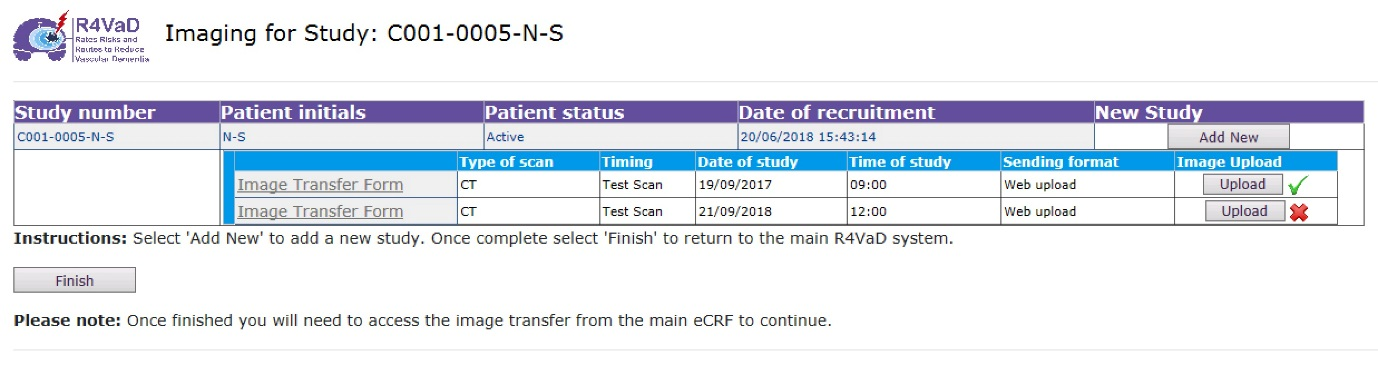 R4VaD
Rates Risks and
Routes to Reduce
Vascular Dementia
Imaging for Study: C001-0005-N-S
Study number Patient initials Patient status Date of recruitment New Study
C001-0005-N-S N-S Active 20/06/2018 15:43:14 Add New
Type of scan Timing Date of study Time of study Sending format Image Upload
Image Transfer Form CT Test Scan 19/09/2017 09:00 Web upload Upload
Image Transfer Form CT Test Scan 21/09/2018 12:00 Web upload Upload
Instructions: Select 'Add New' to add a new study. Once complete select 'Finish' to return to the main R4VaD system.
Finish
Please note: Once finished you will need to access the image transfer from the main eCRF to continue.